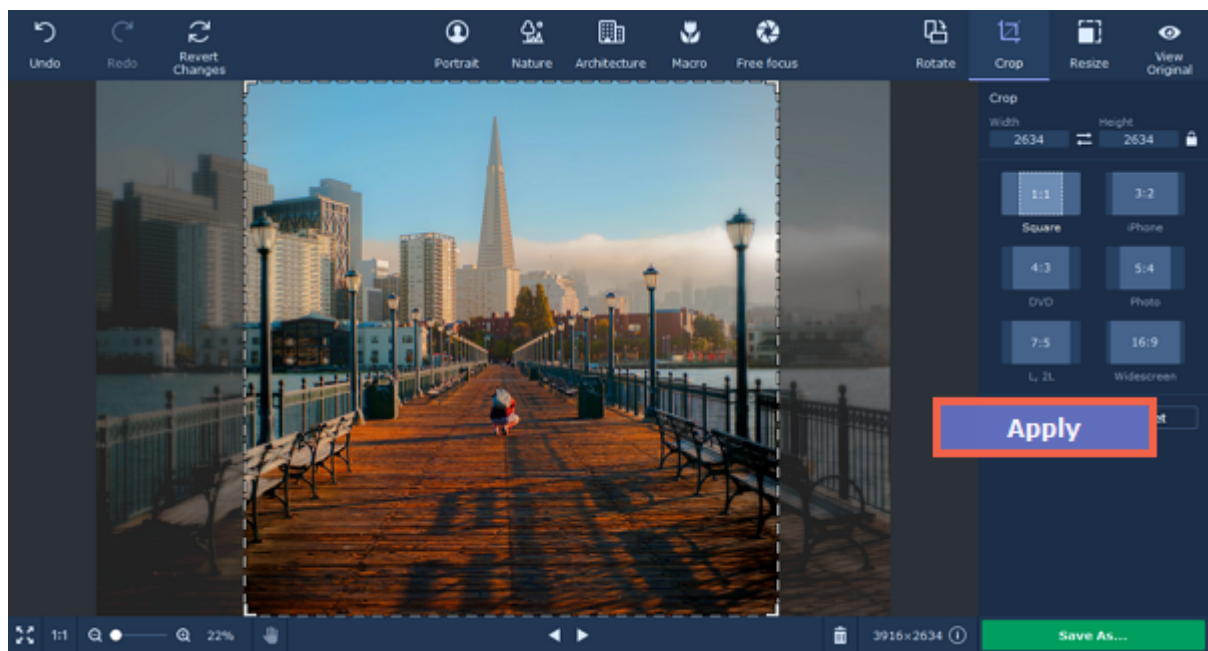 Undo
Redo
Revert
Changes
Portrait
Nature
Architecture
Macro
Free focus
Rotate
Crop
Resize
View
Original
Crop
Width
Height
2634
2634
1:1
3:2
Square
iPhone
4:3
5:4
DVD
Photo
7:5
16:9
L, 2L
Widescreen
Apply
1:1
22%
3916×2634
Save As...